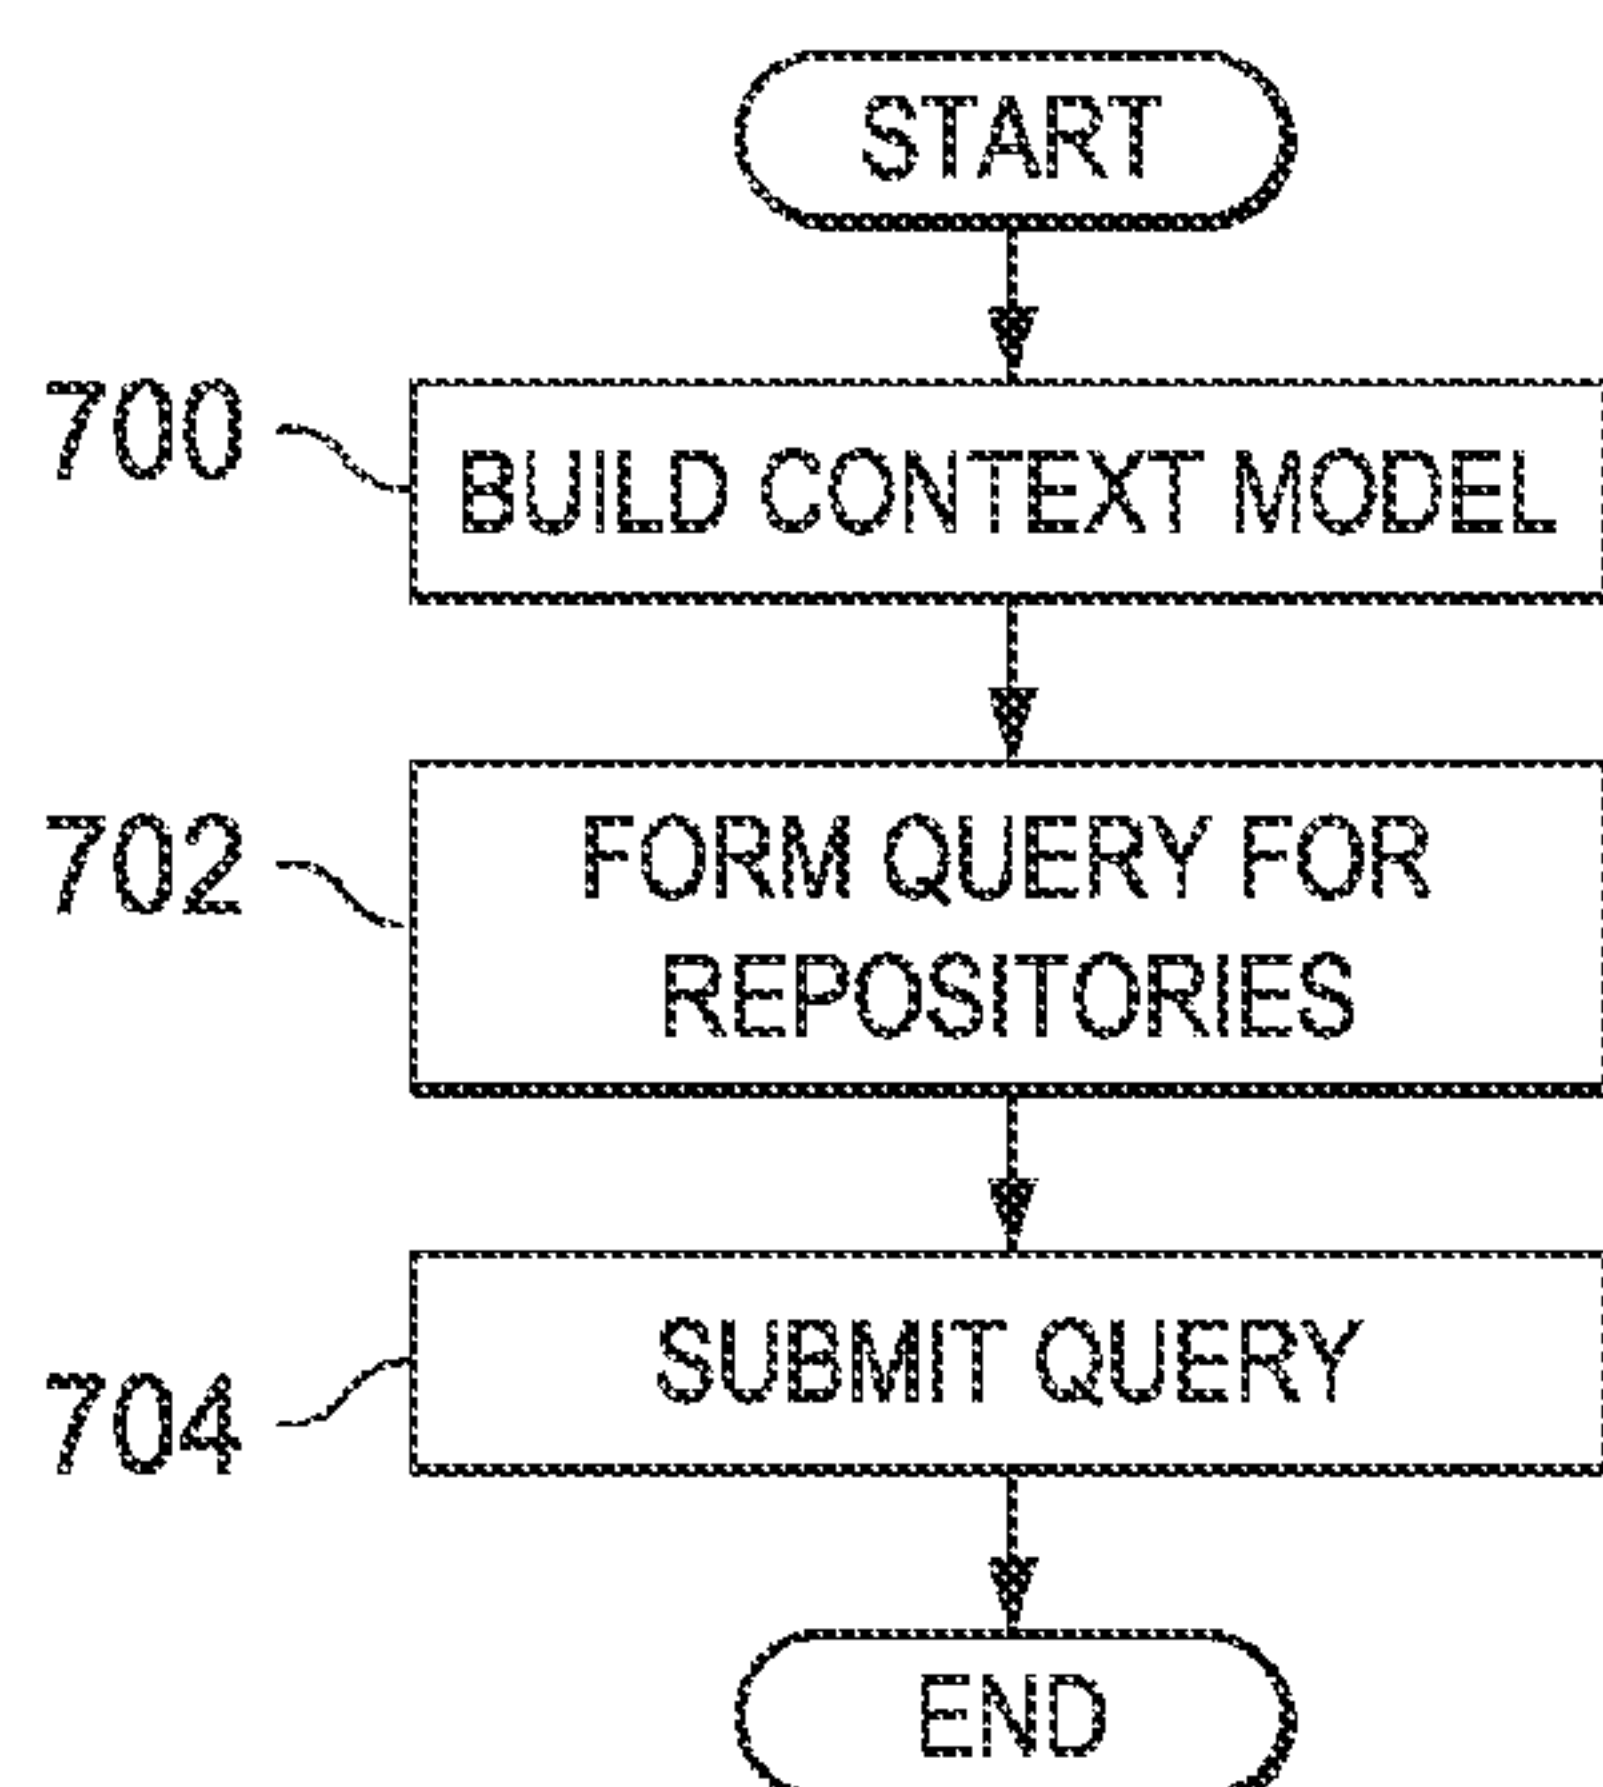 START
700
BUILD CONTEXT MODEL
702
FORM QUERY FOR
REPOSITORIES
704
SUBMIT QUERY
END